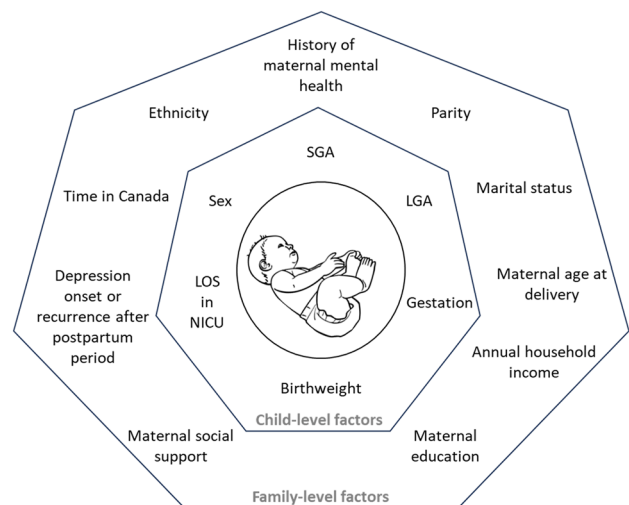 History of
maternal mental
health
Ethnicity
Parity
SGA
Time in Canada
Sex
LGA
Marital status
Depression
onset or
recurrence after
postpartum
period
LOS
in
NICU
Gestation
Maternal age at
delivery
Annual household
income
Birthweight
Child-level factors
Maternal social
support
Maternal
education
Family-level factors